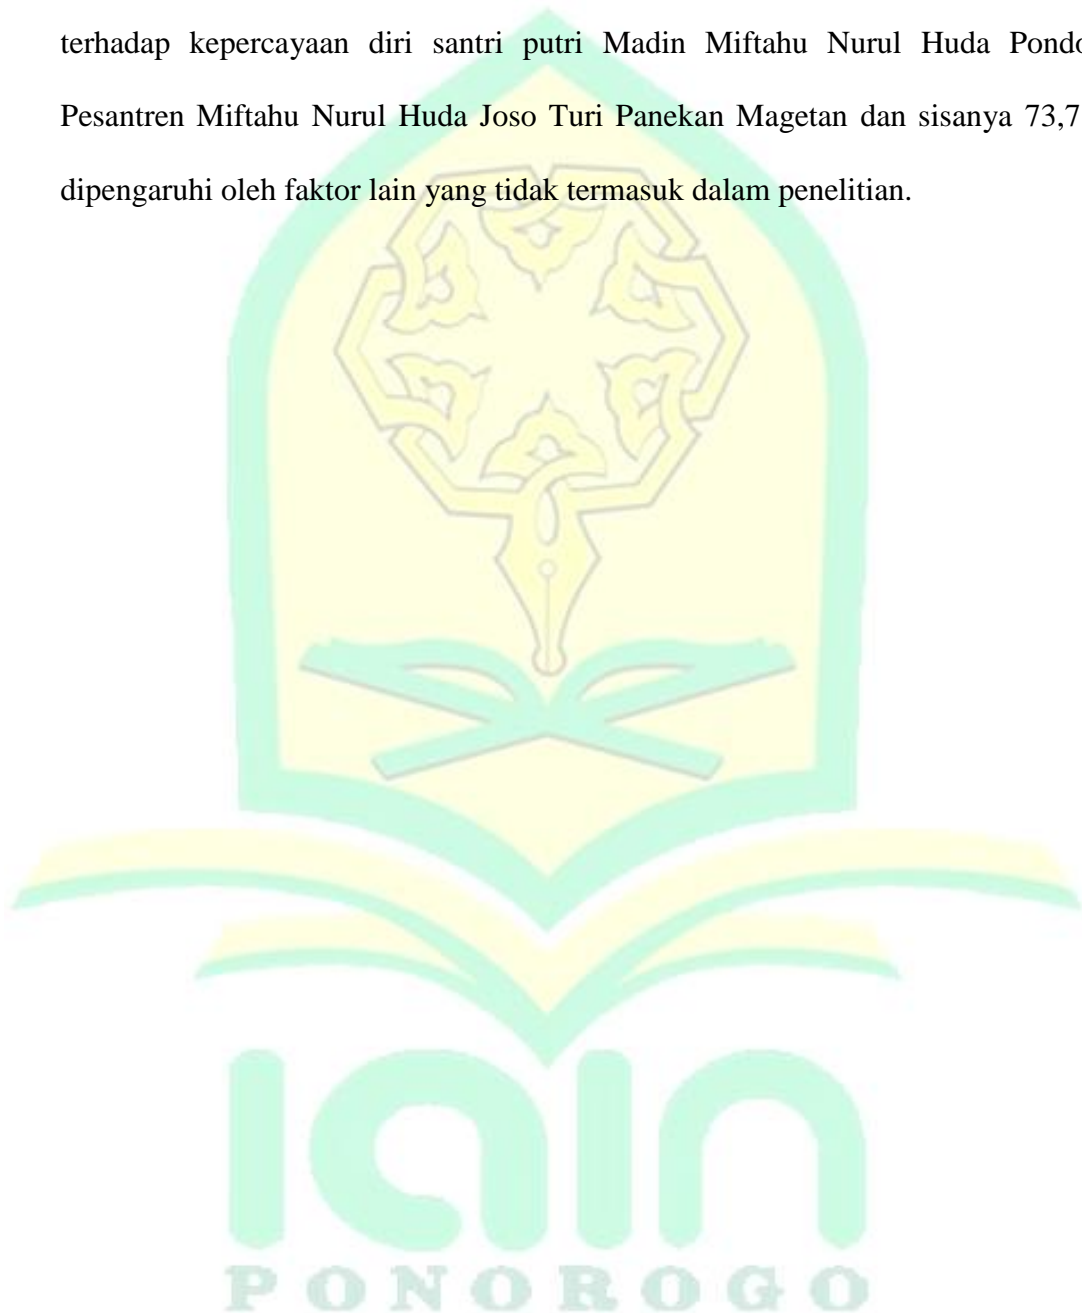 terhadap kepercayaan diri santri putri Madin Miftahu Nurul Huda
Pesantren Miftahu Nurul Huda Joso Turi Panekan Magetan dan sisanya 73,7
dipengaruhi oleh faktor lain yang tidak termasuk dalam penelitian.
iain
PONOROGO